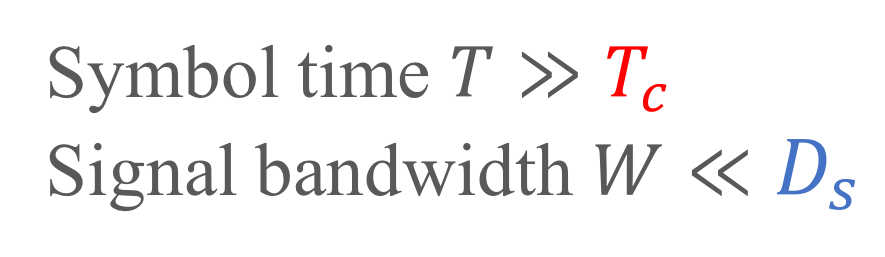 Symbol time T ≫ T_c
Signal bandwidth W ≪ D_s